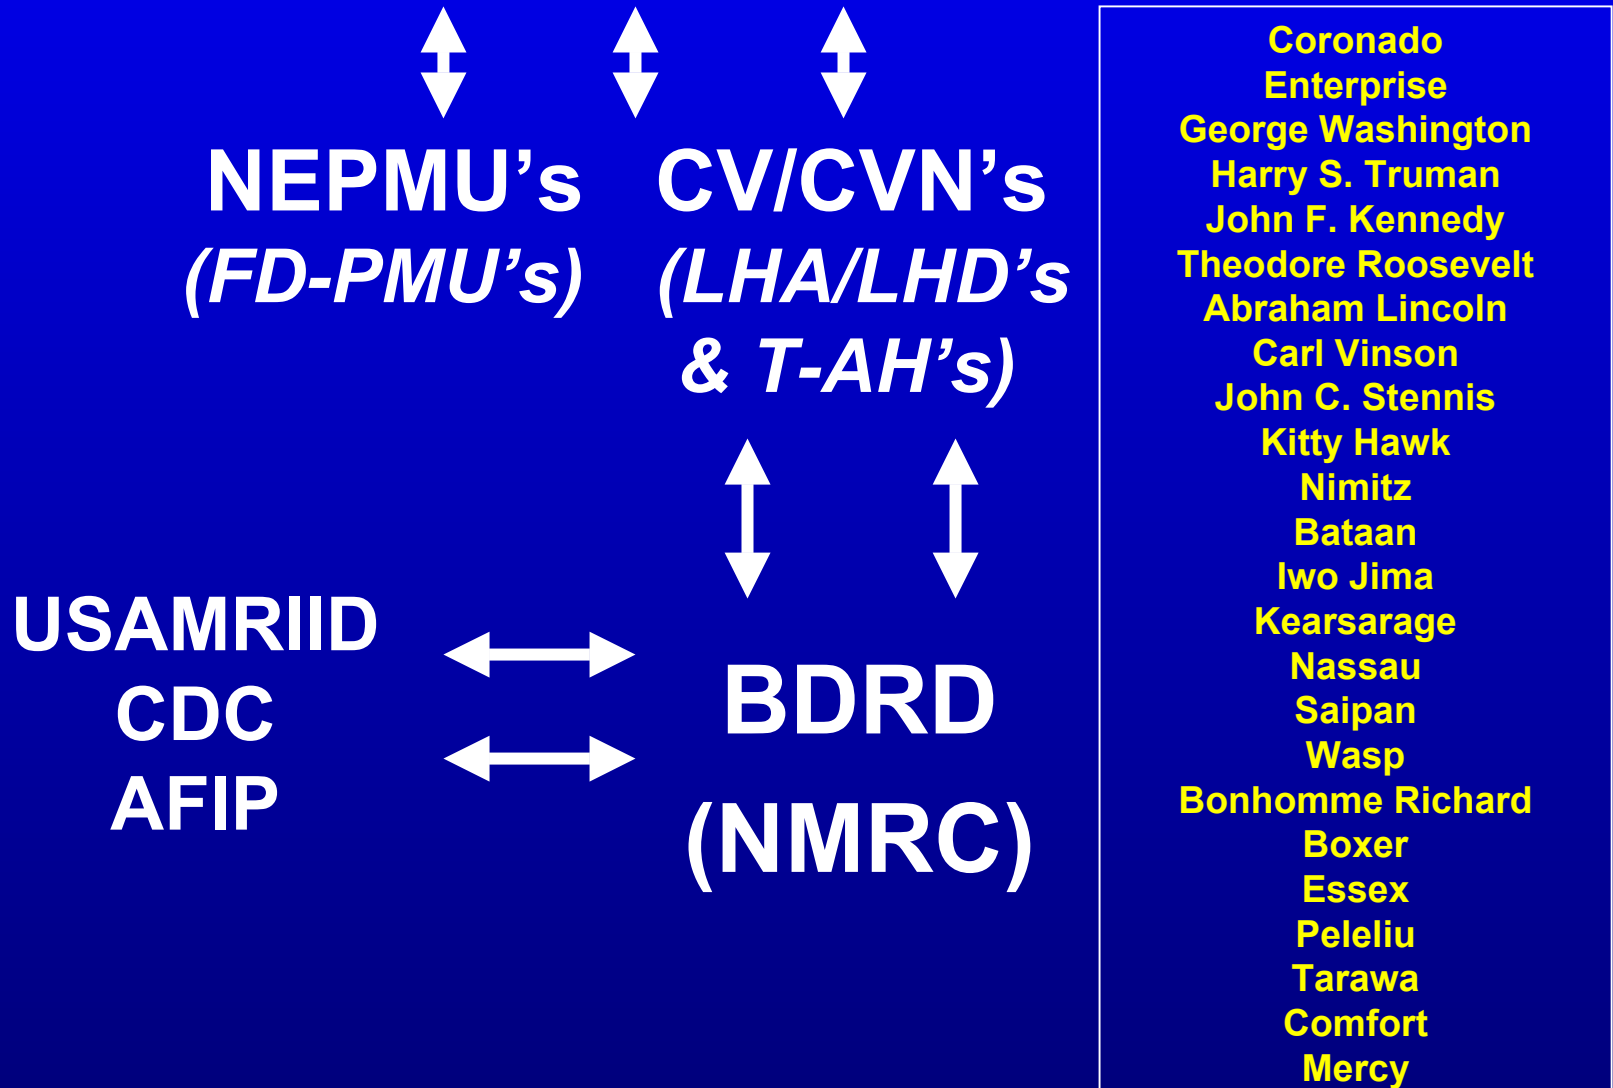 NEPMU’s
(FD-PMU’s)
CV/CVN’s
(LHA/LHD’s
& T-AH’s)
USAMRIID
CDC
AFIP
BDRD
(NMRC)
Coronado
Enterprise
George Washington
Harry S. Truman
John F. Kennedy
Theodore Roosevelt
Abraham Lincoln
Carl Vinson
John C. Stennis
Kitty Hawk
Nimitz
Bataan
Iwo Jima
Kearsarage
Nassau
Saipan
Wasp
Bonhomme Richard
Boxer
Essex
Peleliu
Tarawa
Comfort
Mercy